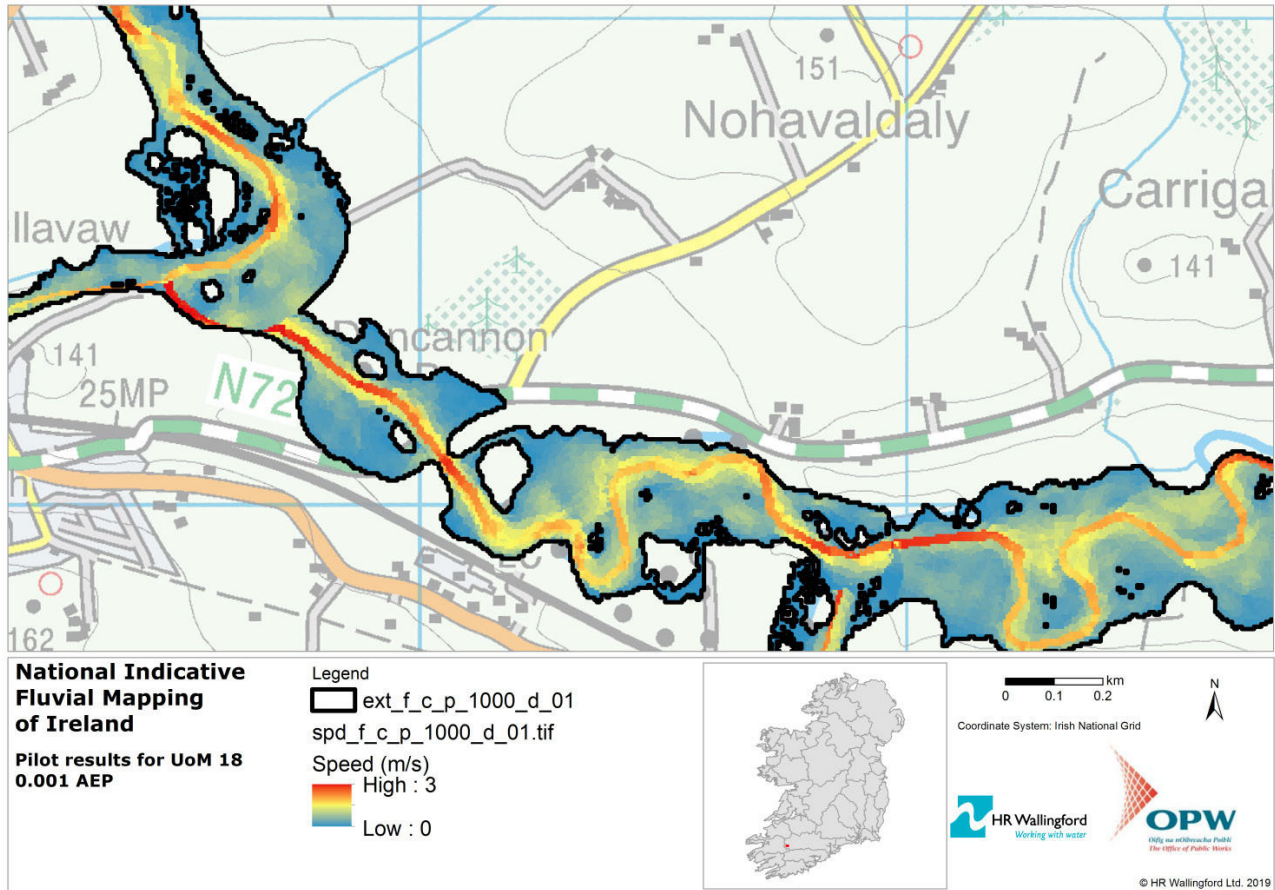 151
Nohavaldaly
Carriga
141
llavaw
Duncannon
141
25MP
N72
LC
162
National Indicative
Fluvial Mapping
of Ireland
Pilot results for UoM 18
0.001 AEP
Legend
ext_f_c_p_1000_d_01
spd_f_c_p_1000_d_01.tif
Speed (m/s)
High : 3
Low : 0
km
0 0.1 0.2
N
Coordinate System: Irish National Grid
HR Wallingford
Working with water
OPW
Oifig na nOibreacha Poiblí
The Office of Public Works
© HR Wallingford Ltd. 2019